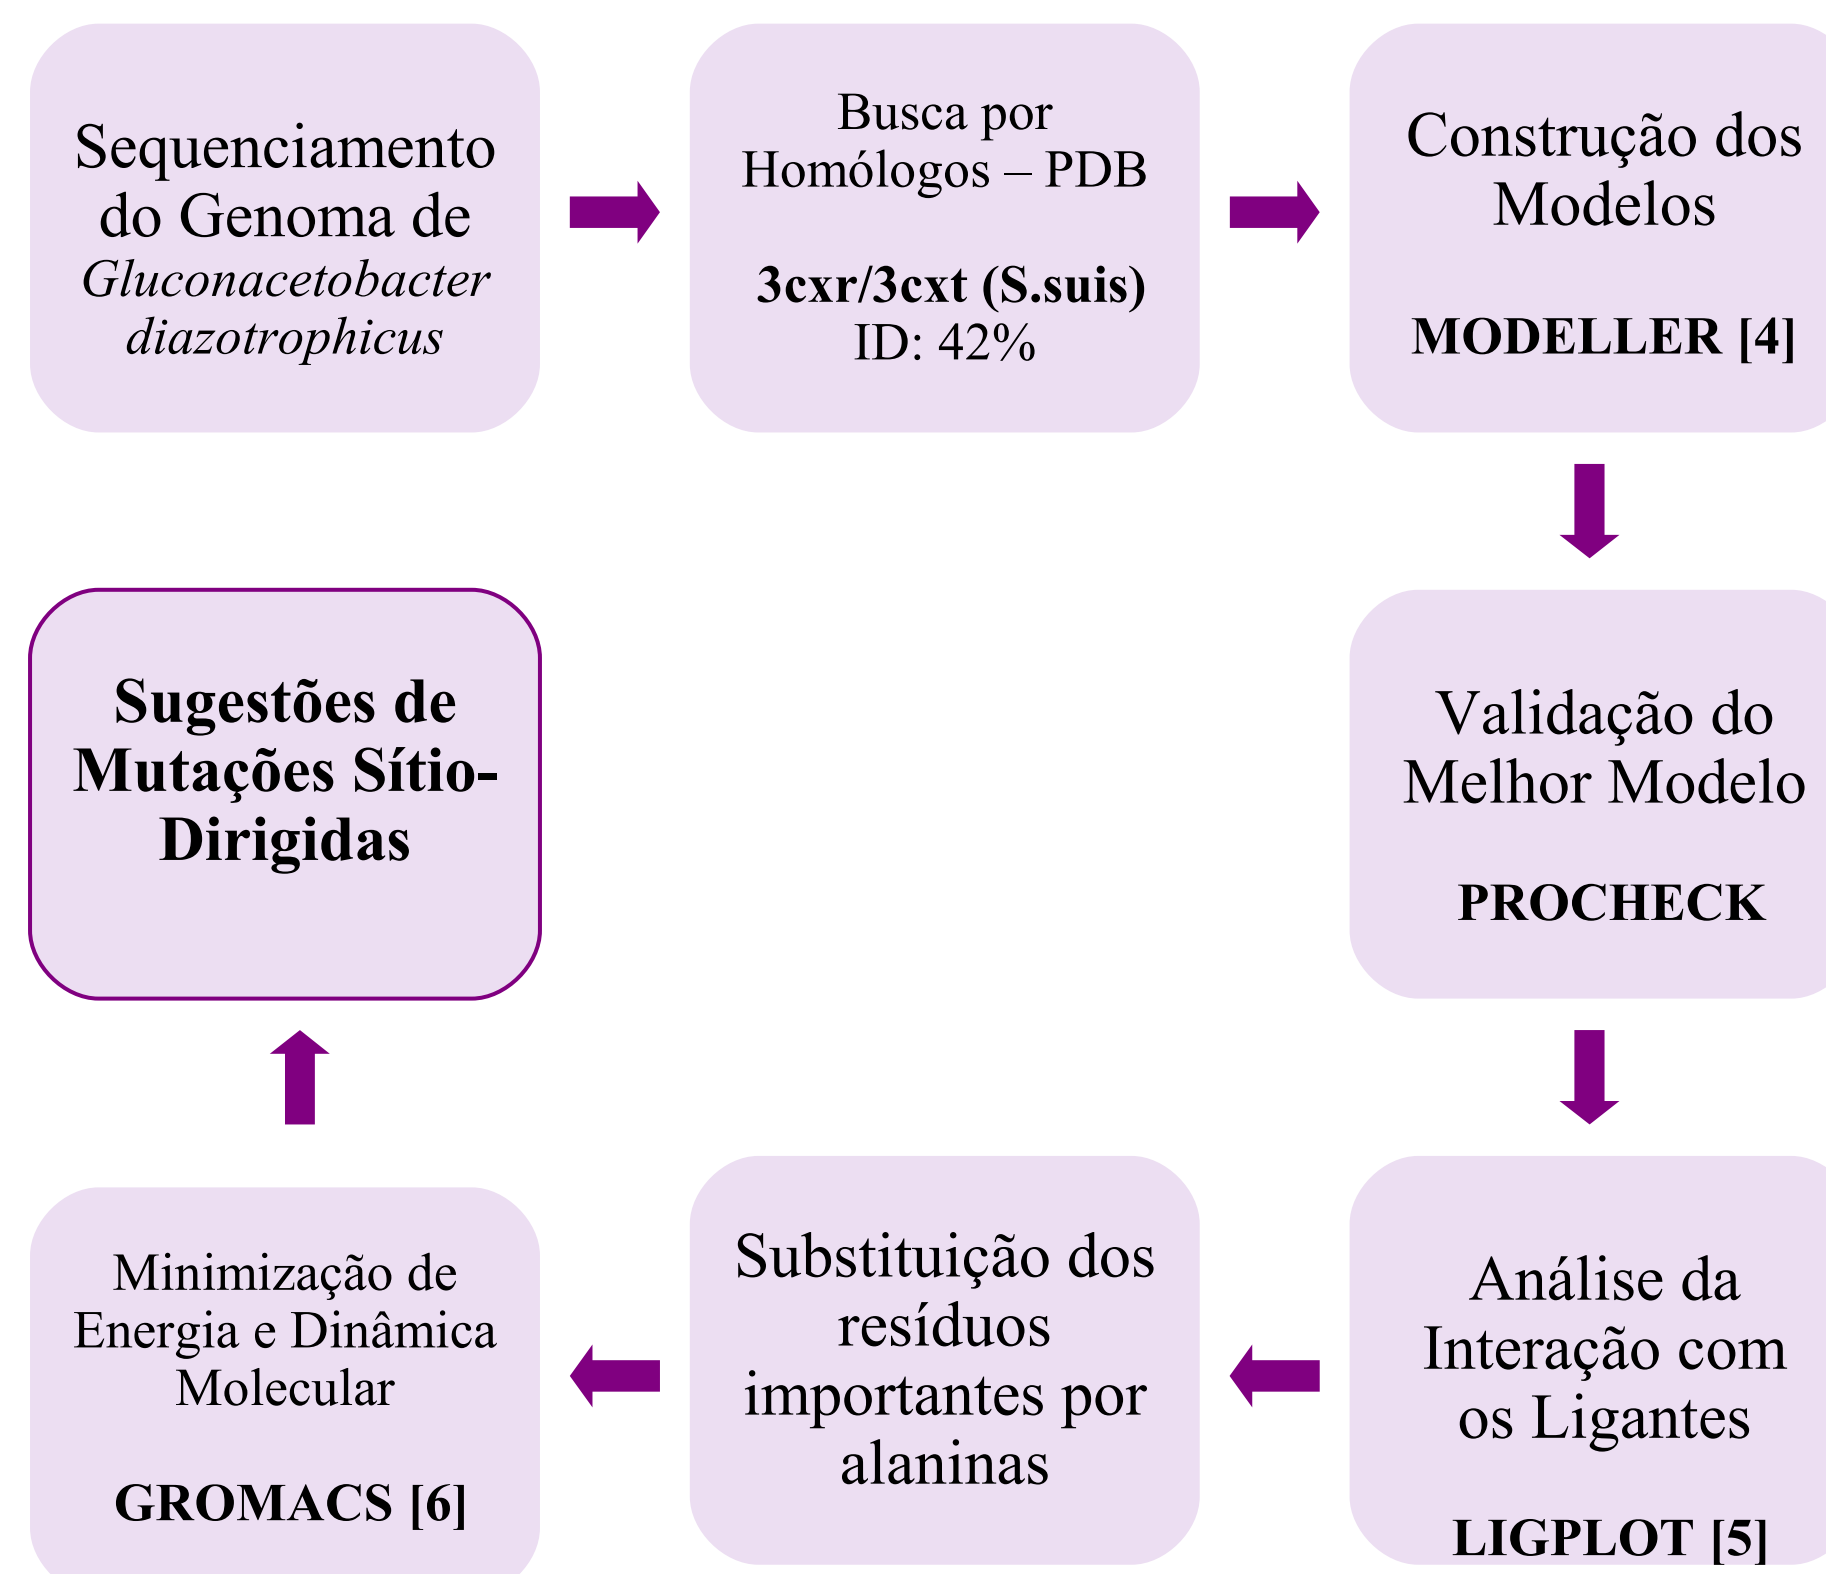 Sequenciamento
do Genoma de
Gluconacetobacter
diazotrophicus
Busca por
Homólogos – PDB
3cxr/3cxt (S.suis)
ID: 42%
Construção dos
Modelos
MODELLER [4]
Validação do
Melhor Modelo
PROCHECK
Análise da
Interação com
os Ligantes
LIGPLOT [5]
Substituição dos
resíduos
importantes por
alaninas
Minimização de
Energia e Dinâmica
Molecular
GROMACS [6]
Sugestões de
Mutações Sítio-
Dirigidas